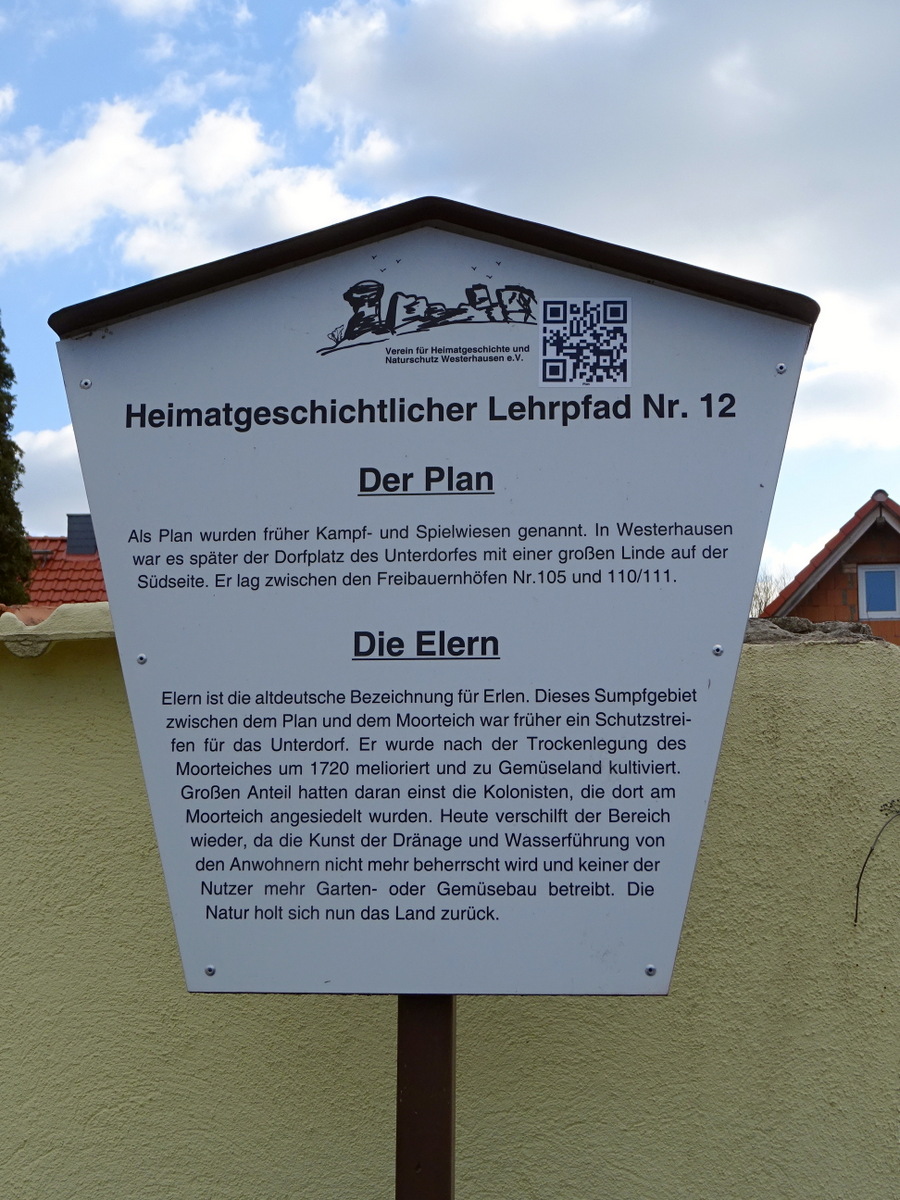 Verein für Heimatgeschichte und
Naturschutz Westerhausen e.V.
Heimatgeschichtlicher Lehrpfad Nr. 12
Der Plan
Als Plan wurden früher Kampf- und Spielwiesen genannt. In Westerhausen
war es später der Dorfplatz des Unterdorfes mit einer großen Linde auf der
Südseite. Er lag zwischen den Freibauernhöfen Nr.105 und 110/111.
Die Elern
Elern ist die altdeutsche Bezeichnung für Erlen. Dieses Sumpfgebiet
zwischen dem Plan und dem Moorteich war früher ein Schutzstrei-
fen für das Unterdorf. Er wurde nach der Trockenlegung des
Moorteiches um 1720 melioriert und zu Gemüseland kultiviert.
Großen Anteil hatten daran einst die Kolonisten, die dort am
Moorteich angesiedelt wurden. Heute verschilft der Bereich
wieder, da die Kunst der Dränage und Wasserführung von
den Anwohnern nicht mehr beherrscht wird und keiner der
Nutzer mehr Garten- oder Gemüsebau betreibt. Die
Natur holt sich nun das Land zurück.